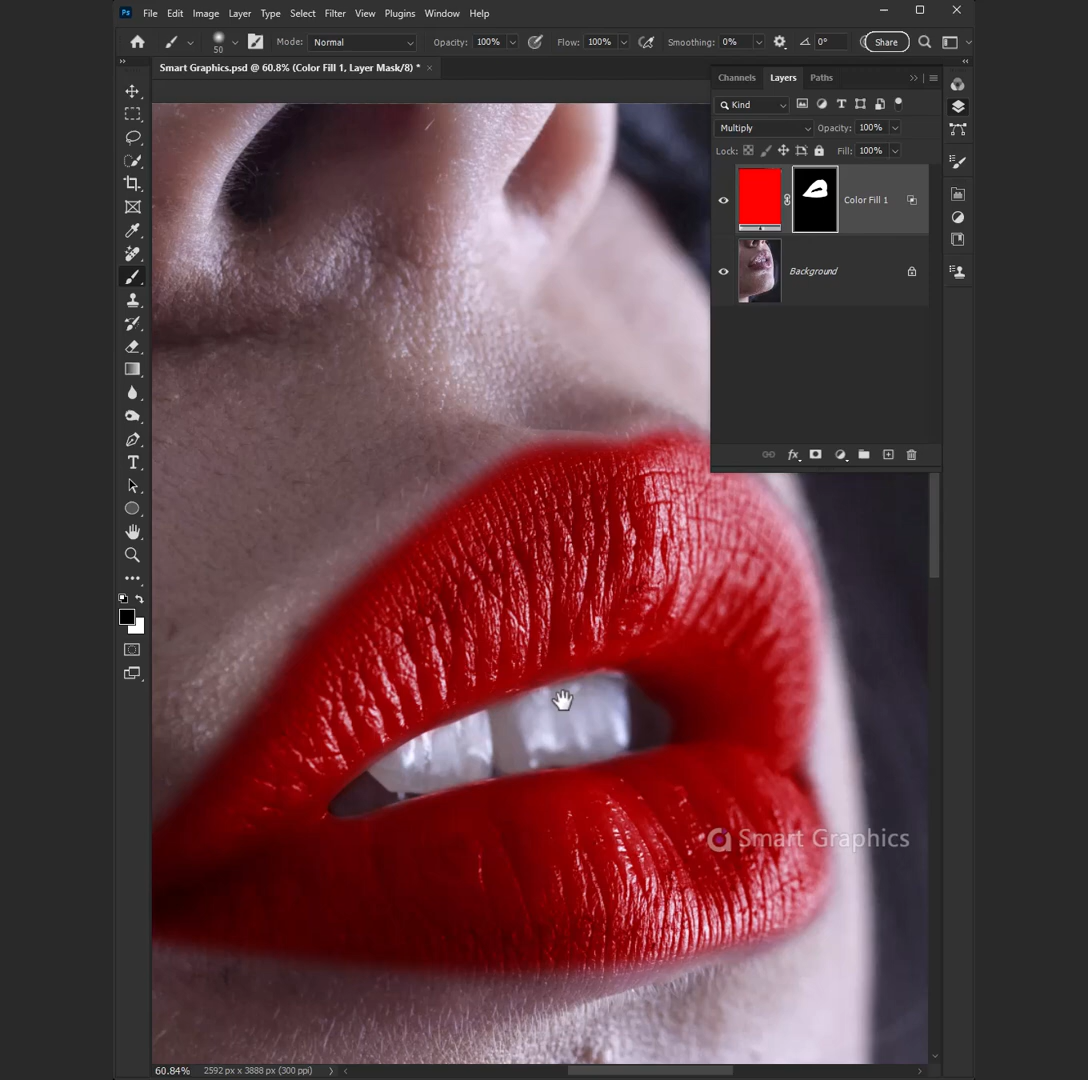 Ps File Edit Image Layer Type Select Filter View Plugins Window Help
50 Mode: Normal Opacity: 100% Flow: 100% Smoothing: 0% 0° Share
Smart Graphics.psd @ 60.8% (Color Fill 1, Layer Mask/8) *
Channels Layers Paths
Kind
Multiply Opacity: 100%
Lock: Fill: 100%
Color Fill 1
Background
fx
Smart Graphics
60.84% 2592 px x 3888 px (300 ppi)